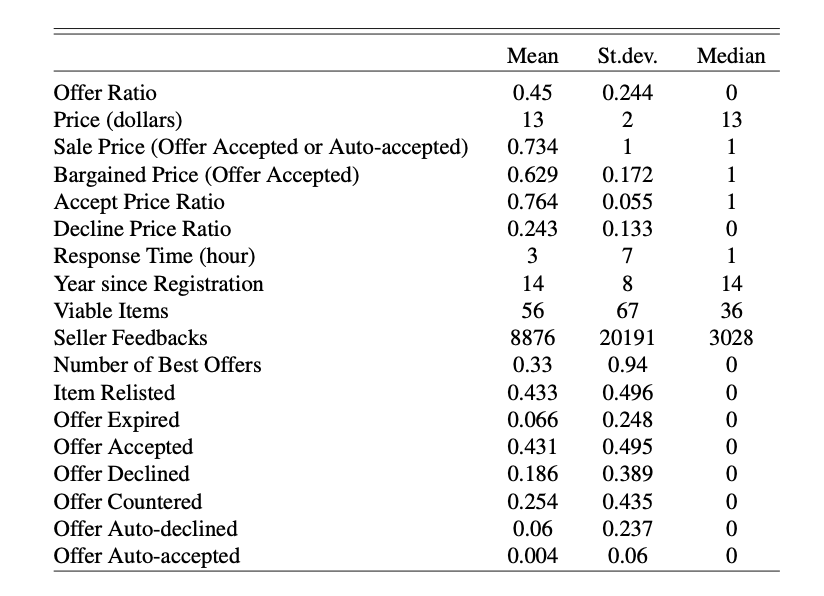 Mean St.dev. Median
Offer Ratio 0.45 0.244 0
Price (dollars) 13 2 13
Sale Price (Offer Accepted or Auto-accepted) 0.734 1 1
Bargained Price (Offer Accepted) 0.629 0.172 1
Accept Price Ratio 0.764 0.055 1
Decline Price Ratio 0.243 0.133 0
Response Time (hour) 3 7 1
Year since Registration 14 8 14
Viable Items 56 67 36
Seller Feedbacks 8876 20191 3028
Number of Best Offers 0.33 0.94 0
Item Relisted 0.433 0.496 0
Offer Expired 0.066 0.248 0
Offer Accepted 0.431 0.495 0
Offer Declined 0.186 0.389 0
Offer Countered 0.254 0.435 0
Offer Auto-declined 0.06 0.237 0
Offer Auto-accepted 0.004 0.06 0